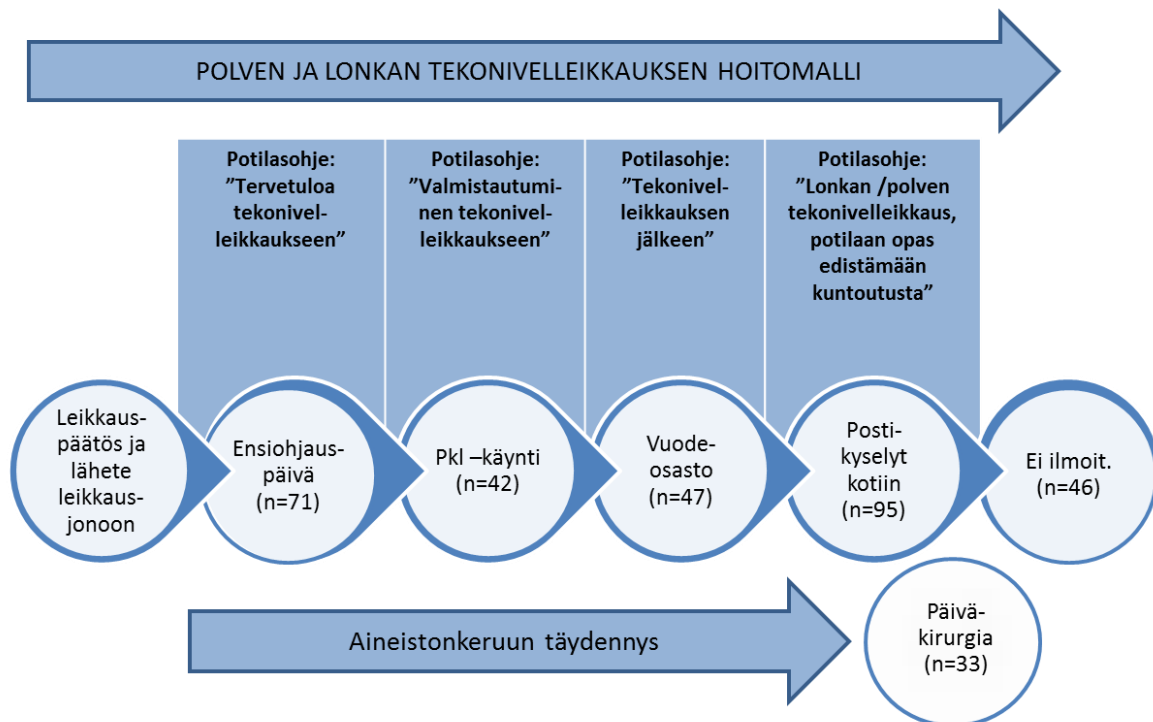 POLVEN JA LONKAN TEKONIVELLEIKKAUKSEN HOITOMALLI
Potilasohje:
”Tervetuloa
tekonivel-
leikkaukseen”
Potilasohje:
”Valmistautumi-
nen tekonivel-
leikkaukseen”
Potilasohje:
”Tekonivel-
leikkauksen
jälkeen”
Potilasohje:
”Lonkan /polven
tekonivelleikkaus,
potilaan opas
edistämään
kuntoutusta”
Leikkaus-
päätös ja
lähete
leikkaus-
jonoon
Ensiohjaus-
päivä
(n=71)
Pkl –käynti
(n=42)
Vuode-
osasto
(n=47)
Posti-
kyselyt
kotiin
(n=95)
Ei ilmoit.
(n=46)
Aineistonkeruun täydennys
Päivä-
kirurgia
(n=33)